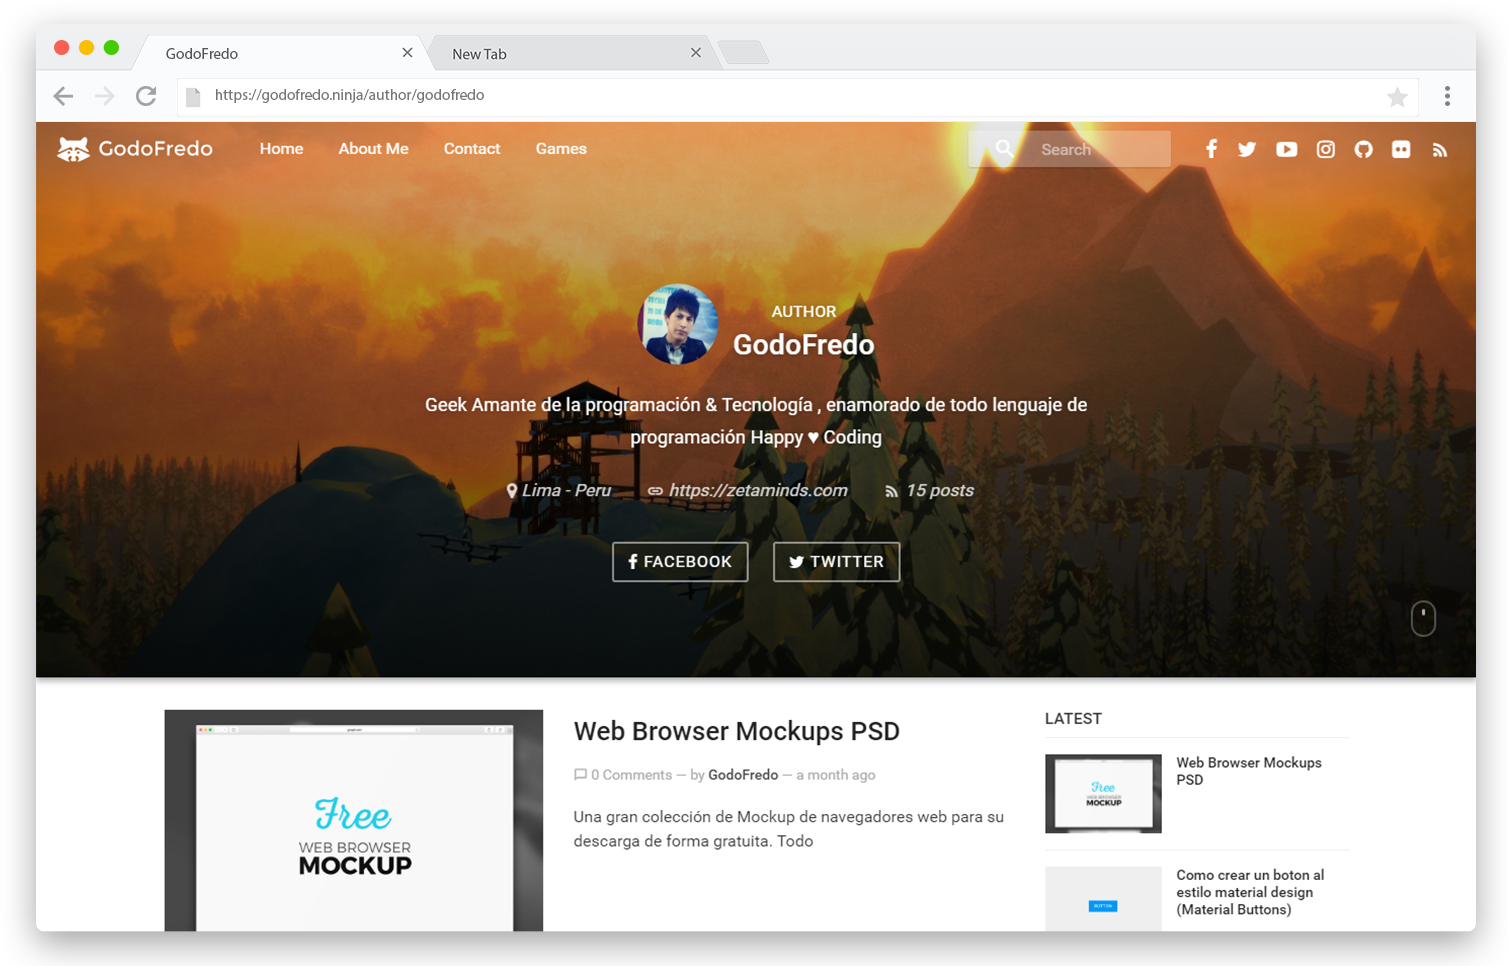 GodoFredo
New Tab
https://godofredo.ninja/author/godofredo
GodoFredo Home About Me Contact Games Search
AUTHOR
GodoFredo
Geek Amante de la programación & Tecnología , enamorado de todo lenguaje de
programación Happy ♥ Coding
Lima - Peru https://zetaminds.com 15 posts
FACEBOOK TWITTER
Free
WEB BROWSER
MOCKUP
Web Browser Mockups PSD
0 Comments — by GodoFredo — a month ago
Una gran colección de Mockup de navegadores web para su
descarga de forma gratuita. Todo
LATEST
Free
WEB BROWSER
MOCKUP
Web Browser Mockups
PSD
BUTTON
Como crear un boton al
estilo material design
(Material Buttons)